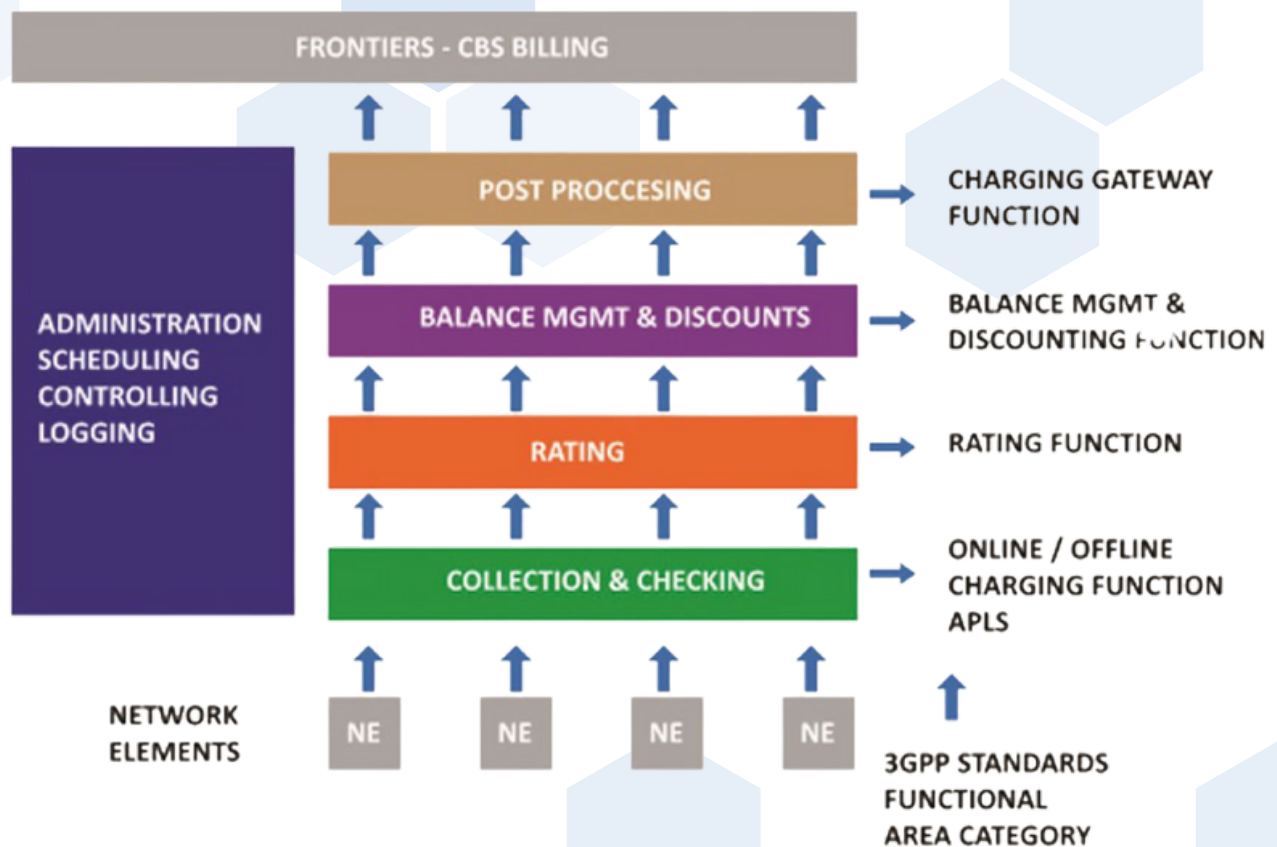 FRONTIERS - CBS BILLING
POST PROCCESING
CHARGING GATEWAY
FUNCTION
BALANCE MGMT & DISCOUNTS
BALANCE MGMT &
DISCOUNTING FUNCTION
ADMINISTRATION
SCHEDULING
CONTROLLING
LOGGING
RATING
RATING FUNCTION
COLLECTION & CHECKING
ONLINE / OFFLINE
CHARGING FUNCTION
APLS
NETWORK
ELEMENTS
NE
NE
NE
NE
3GPP STANDARDS
FUNCTIONAL
AREA CATEGORY